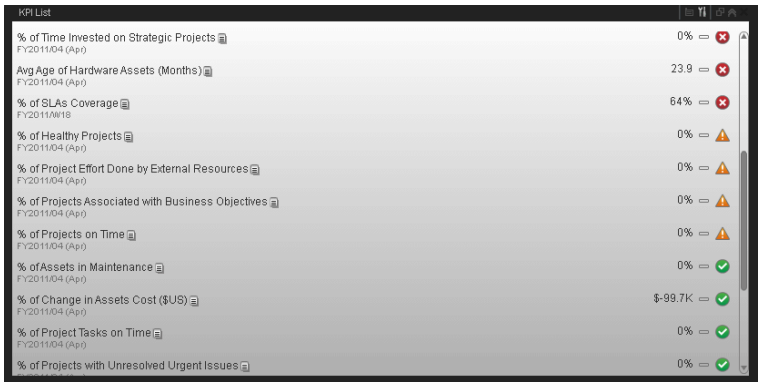 KPI List
% of Time Invested on Strategic Projects
0%
FY2011/04 (Apr)
Avg Age of Hardware Assets (Months)
23.9
FY2011/04 (Apr)
% of SLAs Coverage
64%
FY2011/W18
% of Healthy Projects
0%
FY2011/04 (Apr)
% of Project Effort Done by External Resources
0%
FY2011/04 (Apr)
% of Projects Associated with Business Objectives
0%
FY2011/04 (Apr)
% of Projects on Time
0%
FY2011/04 (Apr)
% of Assets in Maintenance
0%
FY2011/04 (Apr)
% of Change in Assets Cost ($US)
$-99.7K
FY2011/04 (Apr)
% of Project Tasks on Time
0%
FY2011/04 (Apr)
% of Projects with Unresolved Urgent Issues
0%